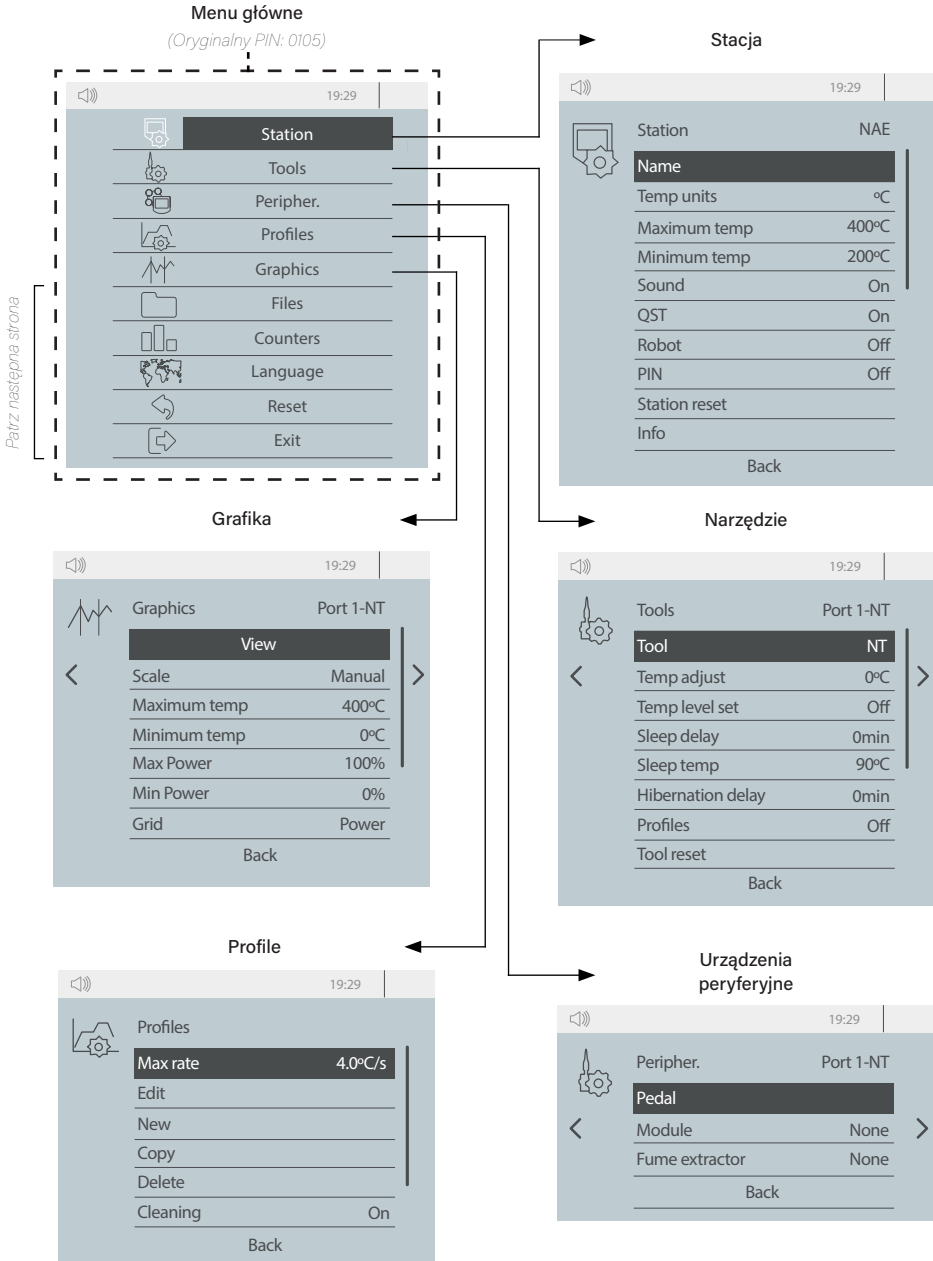 Menu główne
(Oryginalny PIN: 0105)
19:29
Station
Tools
Peripher.
Profiles
Graphics
Files
Counters
Language
Reset
Exit
Patrz następna strona
Stacja
19:29
Station NAE
Name
Temp units ºC
Maximum temp 400ºC
Minimum temp 200ºC
Sound On
QST On
Robot Off
PIN Off
Station reset
Info
Back
Grafika
19:29
Graphics Port 1-NT
View
Scale Manual
Maximum temp 400ºC
Minimum temp 0ºC
Max Power 100%
Min Power 0%
Grid Power
Back
Narzędzie
19:29
Tools Port 1-NT
Tool NT
Temp adjust 0ºC
Temp level set Off
Sleep delay 0min
Sleep temp 90ºC
Hibernation delay 0min
Profiles Off
Tool reset
Back
Profile
19:29
Profiles
Max rate 4.0ºC/s
Edit
New
Copy
Delete
Cleaning On
Back
Urządzenia
peryferyjne
19:29
Peripher. Port 1-NT
Pedal
Module None
Fume extractor None
Back